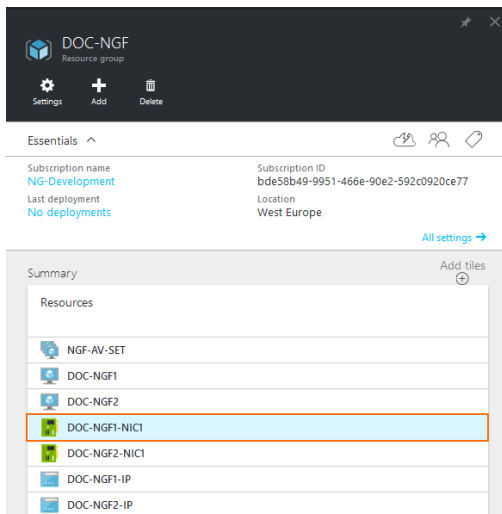 DOC-NGF
Resource group
Settings Add Delete
Essentials
Subscription name Subscription ID
NG-Development bde58b49-9951-466e-90e2-592c0920ce77
Last deployment Location
No deployments West Europe
All settings
Summary Add tiles
Resources
NGF-AV-SET
DOC-NGF1
DOC-NGF2
DOC-NGF1-NIC1
DOC-NGF2-NIC1
DOC-NGF1-IP
DOC-NGF2-IP